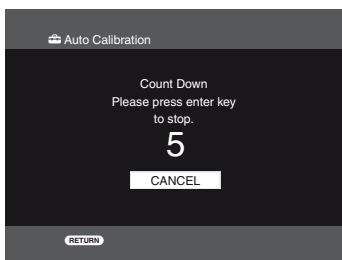 Auto Calibration
Count Down
Please press enter key
to stop.
5
CANCEL
RETURN